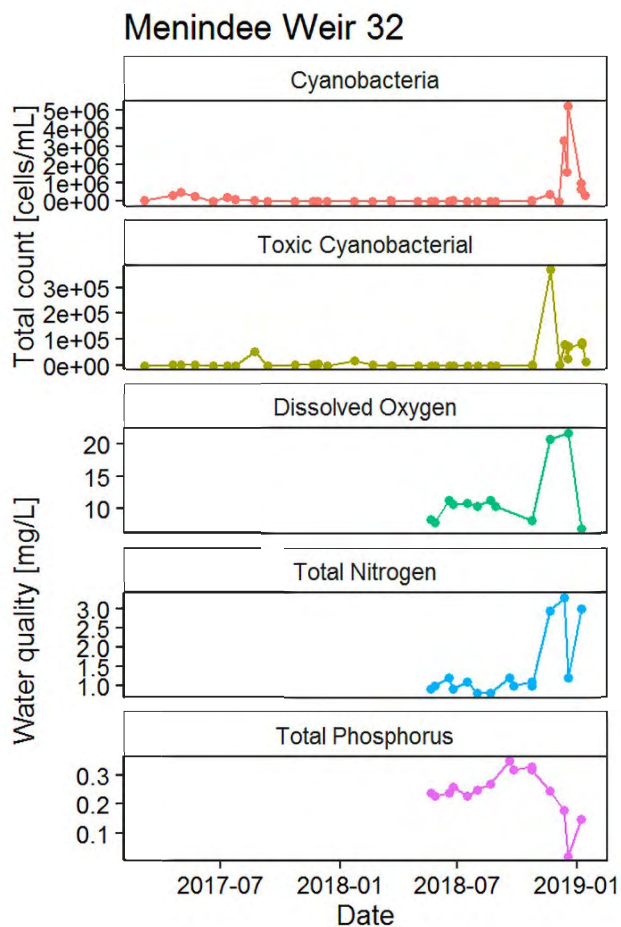 Menindee Weir 32
Cyanobacteria
Total count [cells/mL]
5e+06
4e+06
3e+06
2e+06
1e+06
0e+00
Toxic Cyanobacterial
3e+05
2e+05
1e+05
0e+00
Dissolved Oxygen
Water quality [mg/L]
20
15
10
Total Nitrogen
3.0
2.5
2.0
1.5
1.0
Total Phosphorus
0.3
0.2
0.1
2017-07 2018-01 2018-07 2019-01
Date